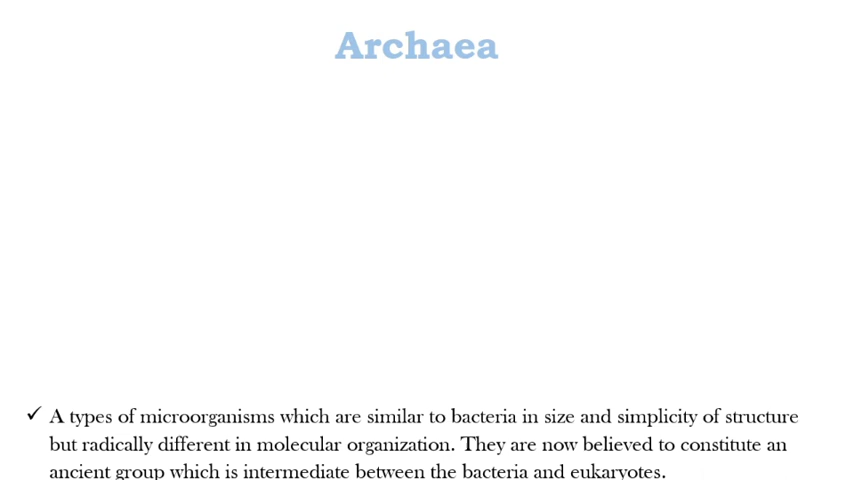 Archaea
✓ A types of microorganisms which are similar to bacteria in size and simplicity of structure
but radically different in molecular organization. They are now believed to constitute an
ancient group which is intermediate between the bacteria and eukaryotes.